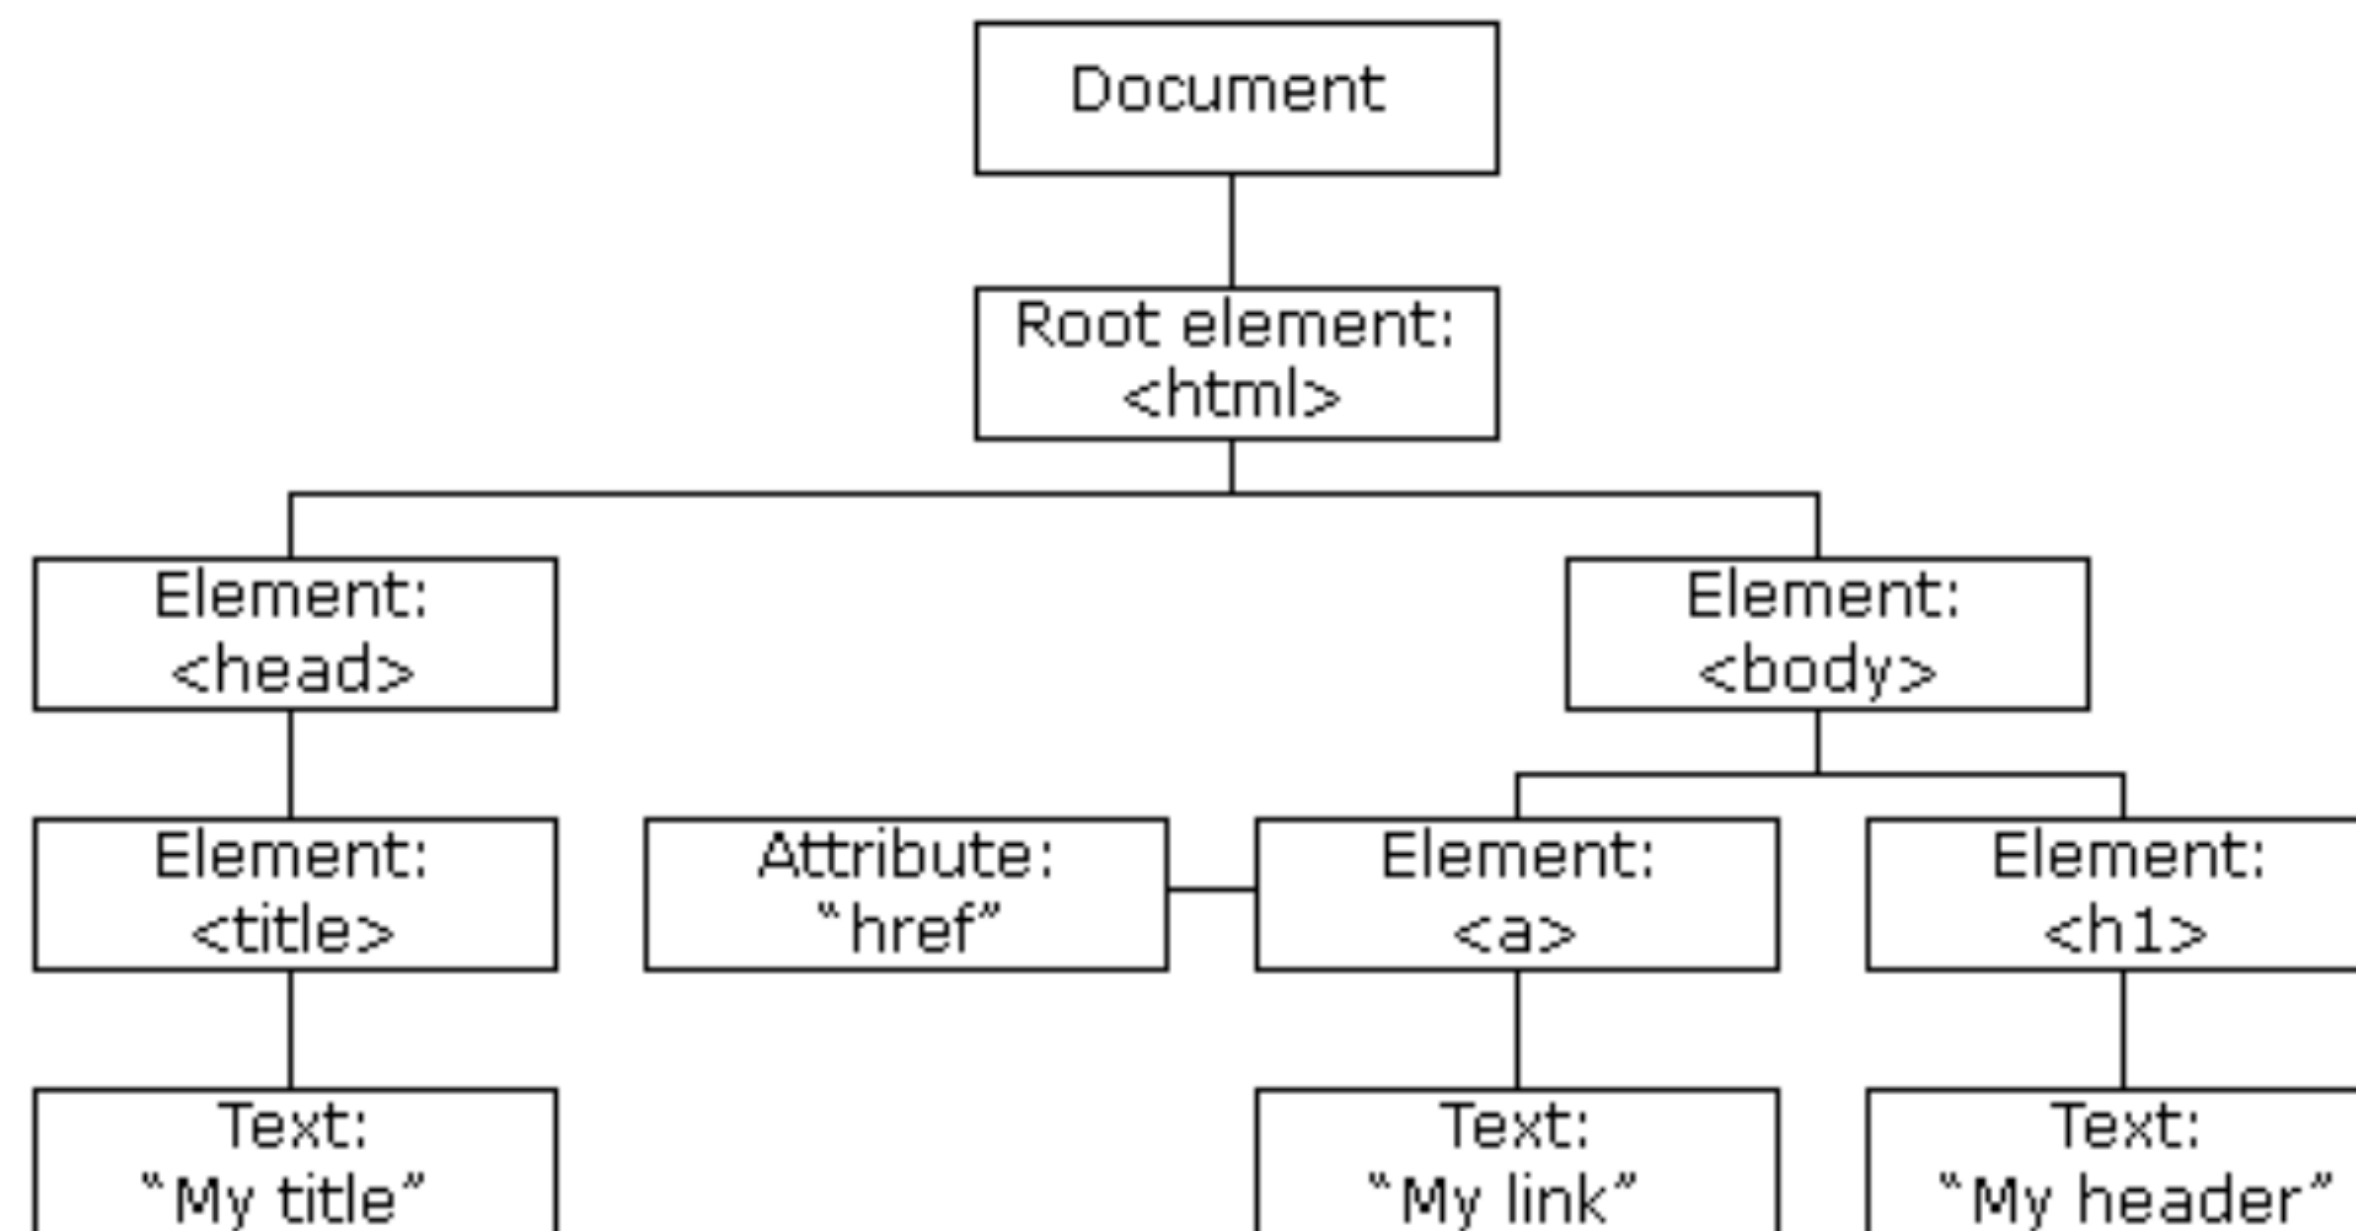 Document
Root element:
<html>
Element:
<head>
Element:
<body>
Element:
<title>
Attribute:
“href”
Element:
<a>
Element:
<h1>
Text:
“My title”
Text:
“My link”
Text:
“My header”